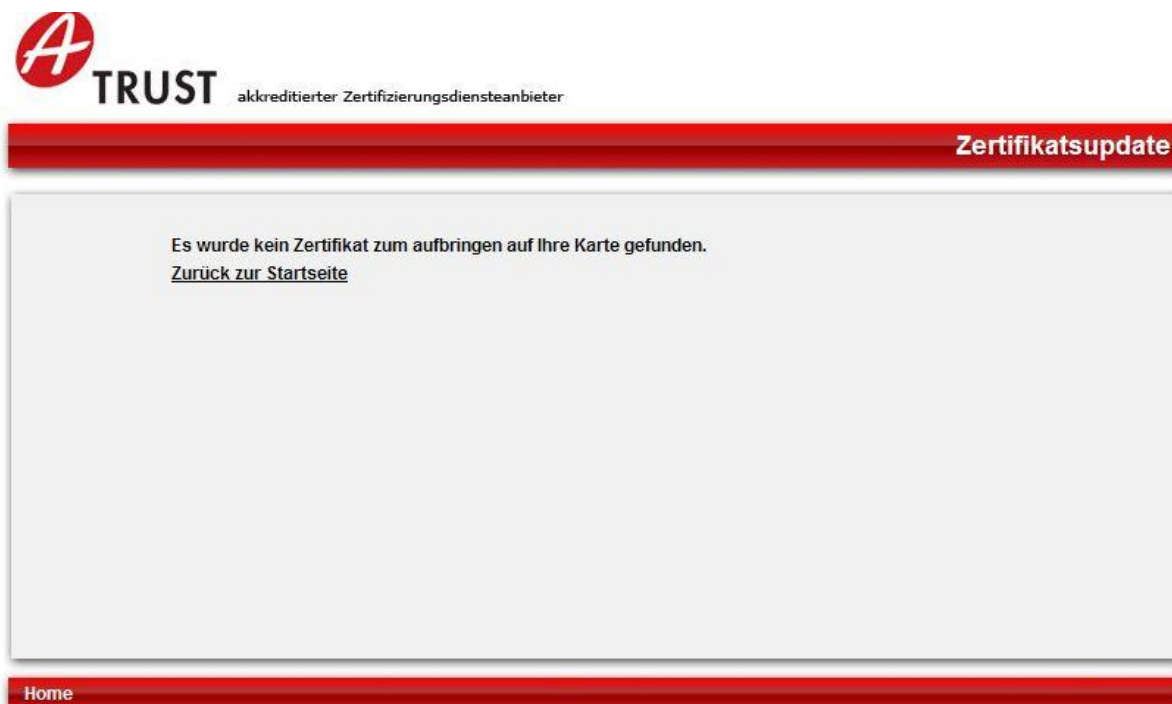 A
TRUST akkreditierter Zertifizierungsdiensteanbieter
Zertifikatsupdate
Es wurde kein Zertifikat zum aufbringen auf Ihre Karte gefunden.
Zurück zur Startseite
Home